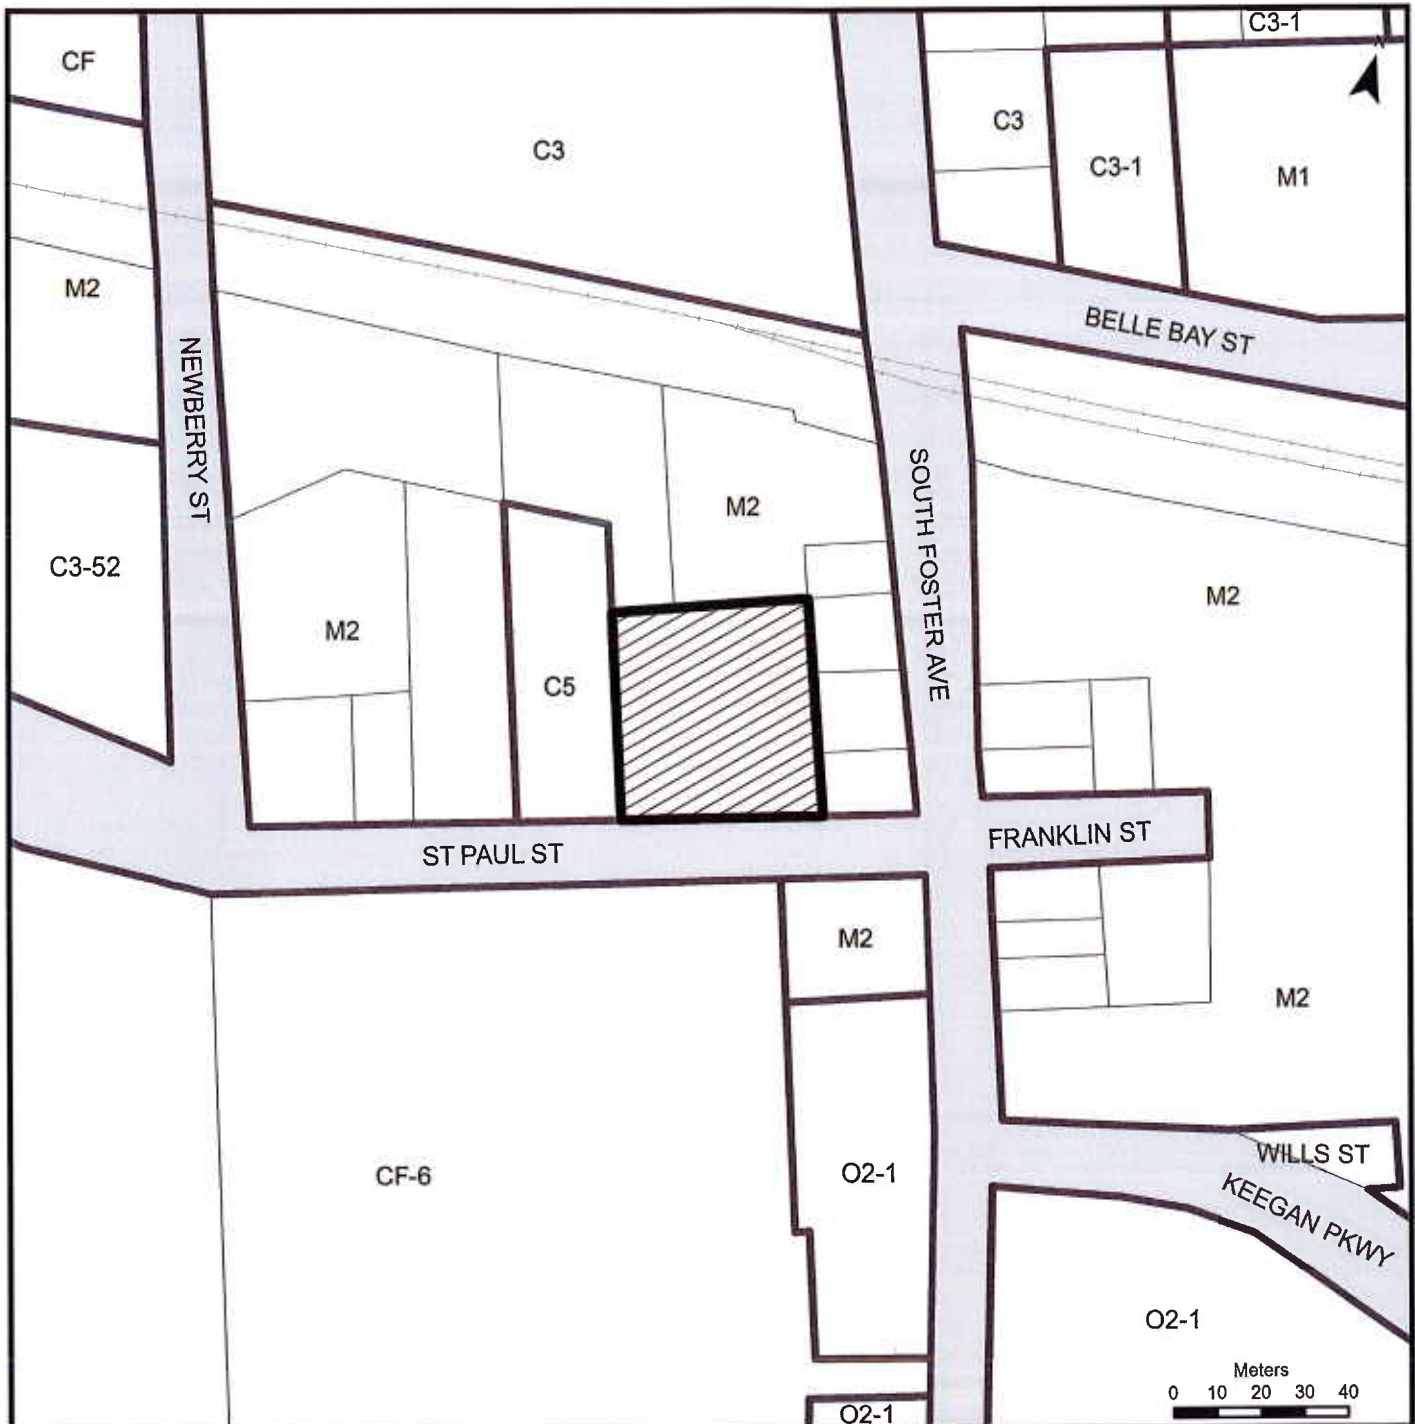 C3-1
N
CF
C3
C3
C3-1
M1
M2
BELLE BAY ST
NEWBERRY ST
SOUTH FOSTER AVE
M2
C3-52
M2
M2
C5
FRANKLIN ST
ST PAUL ST
M2
M2
CF-6
O2-1
WILLS ST
KEEGAN PKWY
O2-1
Meters
0 10 20 30 40
O2-1